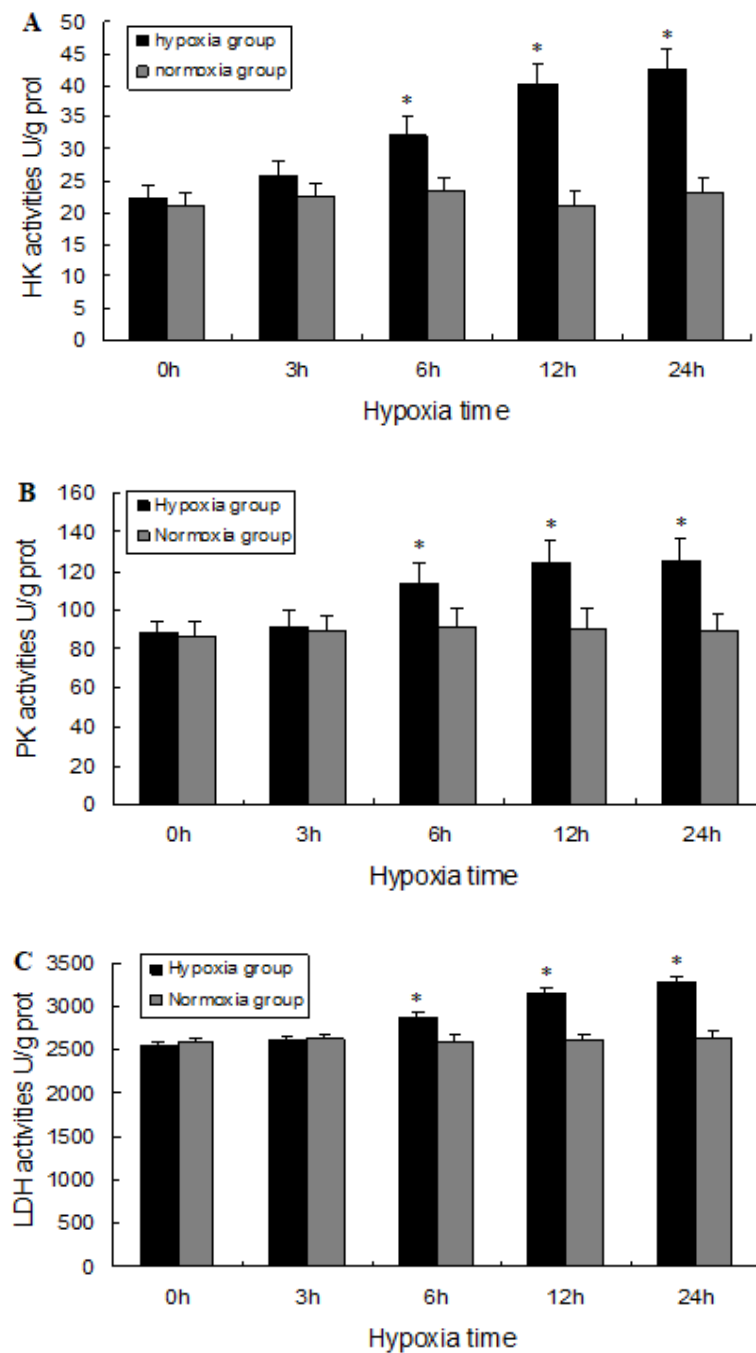 A
hypoxia group
normoxia group
HK activities U/g prot
50
45
40
35
30
25
20
15
10
5
0
*
*
*
0h 3h 6h 12h 24h
Hypoxia time
B
Hypoxia group
Normoxia group
PK activities U/g prot
160
140
120
100
80
60
40
20
0
*
*
*
0h 3h 6h 12h 24h
Hypoxia time
C
Hypoxia group
Normoxia group
LDH activities U/g prot
3500
3000
2500
2000
1500
1000
500
0
*
*
*
0h 3h 6h 12h 24h
Hypoxia time